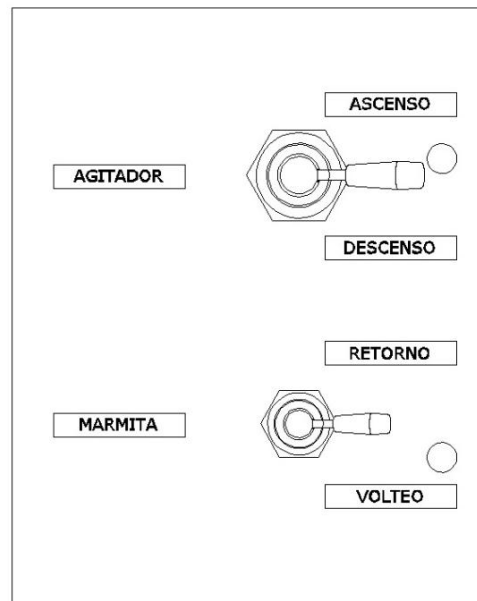 ASCENSO
AGITADOR
DESCENSO
RETORNO
MARMITA
VOLTEO